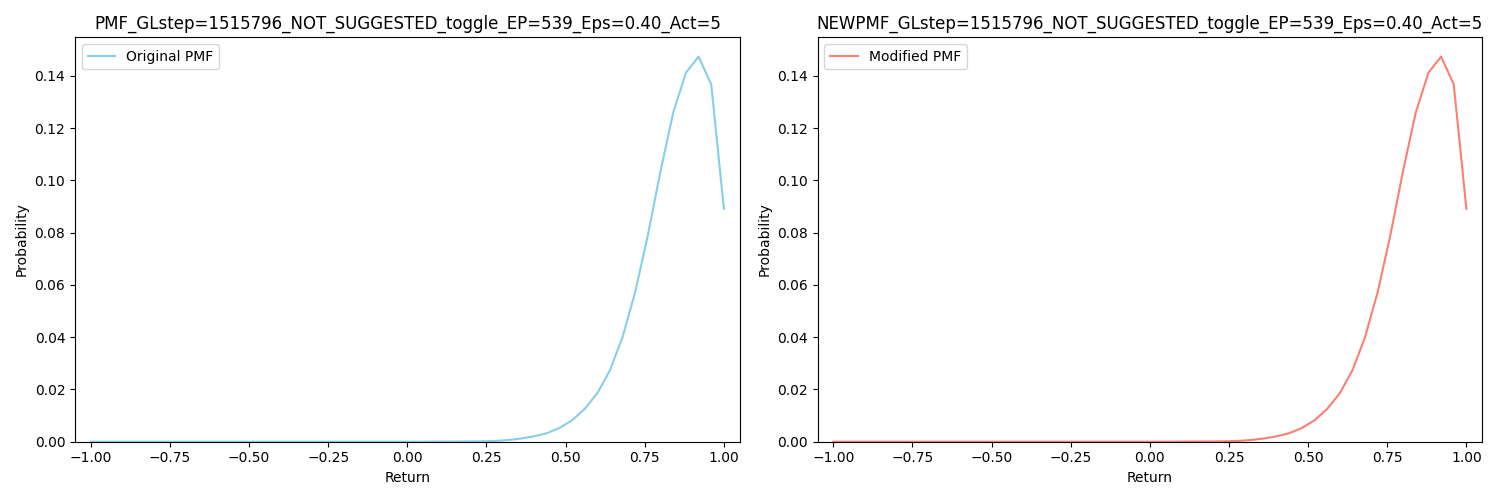 PMF_GLstep=1515796_NOT_SUGGESTED_toggle_EP=539_Eps=0.40_Act=5
Original PMF
Probability
0.14
0.12
0.10
0.08
0.06
0.04
0.02
0.00
−1.00 −0.75 −0.50 −0.25 0.00 0.25 0.50 0.75 1.00
Return
NEWPMF_GLstep=1515796_NOT_SUGGESTED_toggle_EP=539_Eps=0.40_Act=5
Modified PMF
Probability
0.14
0.12
0.10
0.08
0.06
0.04
0.02
0.00
−1.00 −0.75 −0.50 −0.25 0.00 0.25 0.50 0.75 1.00
Return